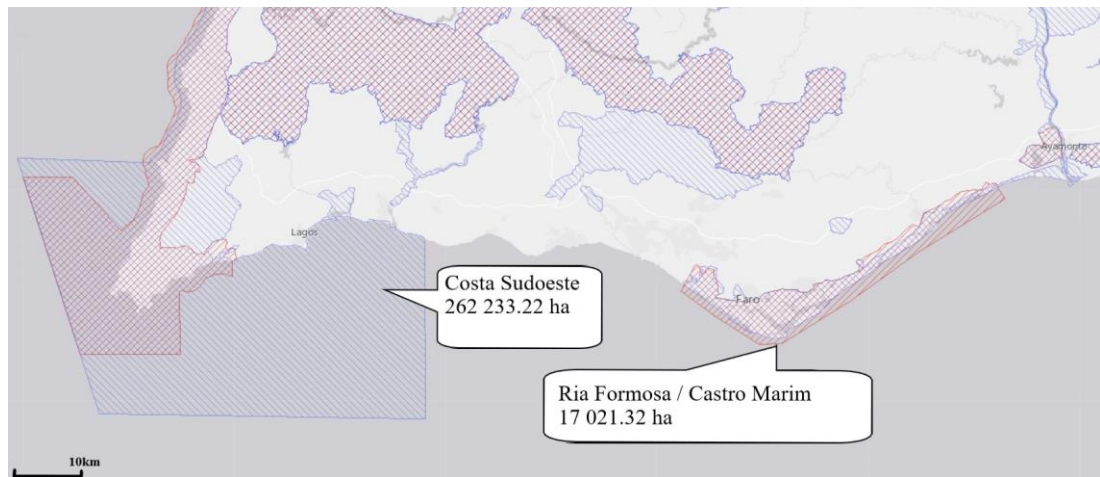 Ayamonte
Lagos
Costa Sudoeste
262 233.22 ha
Faro
Ria Formosa / Castro Marim
17 021.32 ha
10km